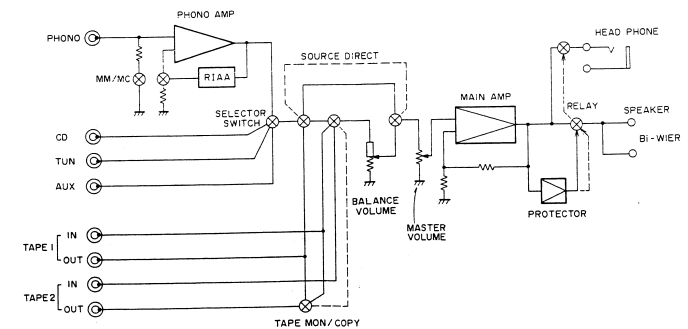 PHONO AMP
PHONO
MM/MC
RIAA
SOURCE DIRECT
HEAD PHONE
MAIN AMP
RELAY
SPEAKER
Bi-WIER
SELECTOR
SWITCH
CD
TUN
AUX
BALANCE
VOLUME
MASTER
VOLUME
PROTECTOR
TAPE 1
IN
OUT
TAPE 2
IN
OUT
TAPE MON/COPY